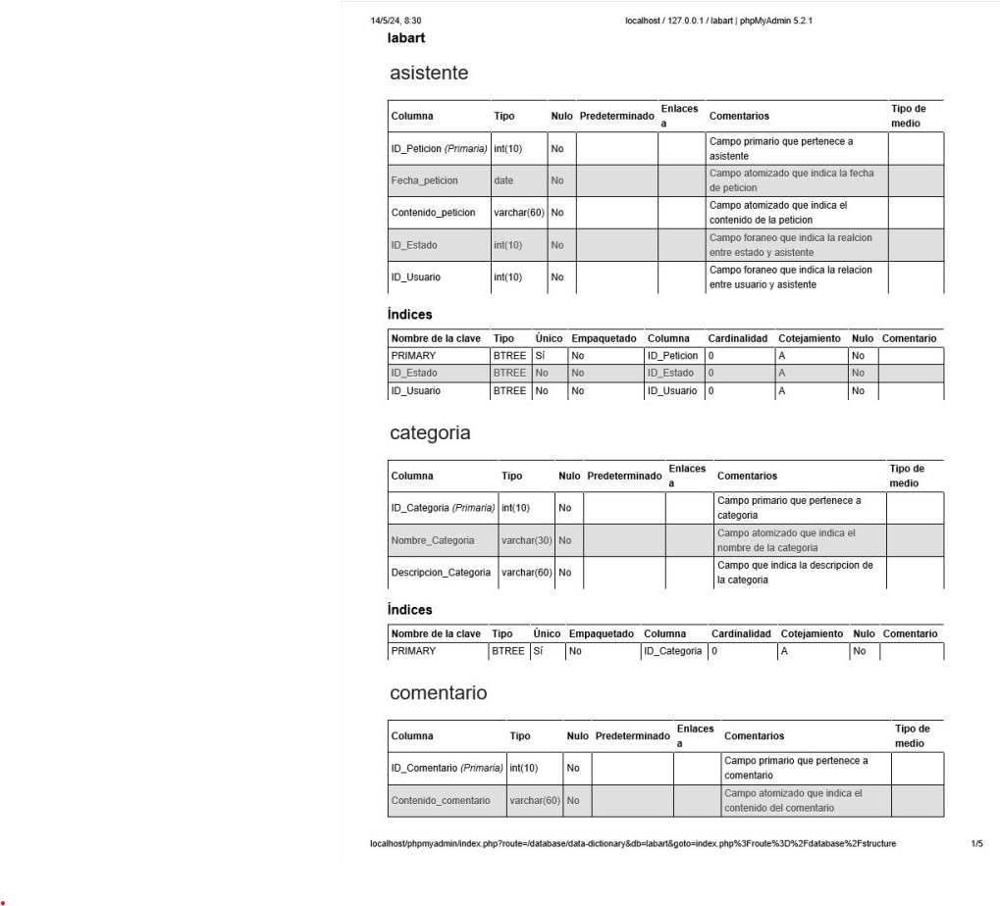 14/5/24, 8:30 localhost / 127.0.0.1 / labart | phpMyAdmin 5.2.1
labart
asistente
Columna Tipo Nulo Predeterminado Enlaces a Comentarios Tipo de medio
ID_Peticion (Primaria) int(10) No Campo primario que pertenece a asistente
Fecha_peticion date No Campo atomizado que indica la fecha de peticion
Contenido_peticion varchar(60) No Campo atomizado que indica el contenido de la peticion
ID_Estado int(10) No Campo foraneo que indica la realcion entre estado y asistente
ID_Usuario int(10) No Campo foraneo que indica la relacion entre usuario y asistente
Índices
Nombre de la clave Tipo Único Empaquetado Columna Cardinalidad Cotejamiento Nulo Comentario
PRIMARY BTREE Sí No ID_Peticion 0 A No
ID_Estado BTREE No No ID_Estado 0 A No
ID_Usuario BTREE No No ID_Usuario 0 A No
categoria
Columna Tipo Nulo Predeterminado Enlaces a Comentarios Tipo de medio
ID_Categoria (Primaria) int(10) No Campo primario que pertenece a categoria
Nombre_Categoria varchar(30) No Campo atomizado que indica el nombre de la categoria
Descripcion_Categoria varchar(60) No Campo que indica la descripcion de la categoria
Índices
Nombre de la clave Tipo Único Empaquetado Columna Cardinalidad Cotejamiento Nulo Comentario
PRIMARY BTREE Sí No ID_Categoria 0 A No
comentario
Columna Tipo Nulo Predeterminado Enlaces a Comentarios Tipo de medio
ID_Comentario (Primaria) int(10) No Campo primario que pertenece a comentario
Contenido_comentario varchar(60) No Campo atomizado que indica el contenido del comentario
localhost/phpmyadmin/index.php?route=/database/data-dictionary&db=labart&goto=index.php%3Froute%3D%2Fdatabase%2Fstructure 1/5